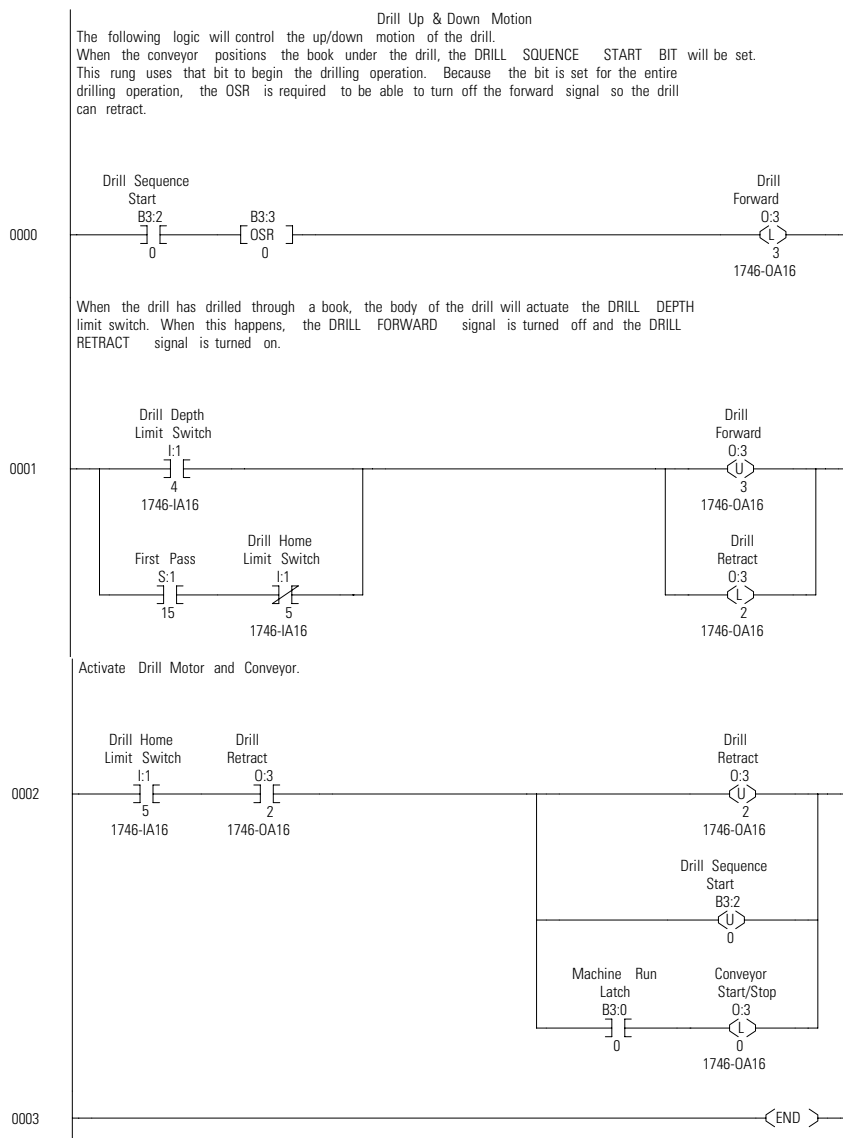 Drill Up & Down Motion
The following logic will control the up/down motion of the drill.
When the conveyor positions the book under the drill, the DRILL SQUENCE START BIT will be set.
This rung uses that bit to begin the drilling operation. Because the bit is set for the entire
drilling operation, the OSR is required to be able to turn off the forward signal so the drill
can retract.
Drill Sequence
Start
B3:2
0
B3:3
OSR
0
Drill
Forward
O:3
L
3
1746-OA16
0000
When the drill has drilled through a book, the body of the drill will actuate the DRILL DEPTH
limit switch. When this happens, the DRILL FORWARD signal is turned off and the DRILL
RETRACT signal is turned on.
Drill Depth
Limit Switch
I:1
4
1746-IA16
Drill
Forward
O:3
U
3
1746-OA16
0001
First Pass
S:1
15
Drill Home
Limit Switch
I:1
5
1746-IA16
Drill
Retract
O:3
L
2
1746-OA16
Activate Drill Motor and Conveyor.
Drill Home
Limit Switch
I:1
5
1746-IA16
Drill
Retract
O:3
2
1746-OA16
Drill
Retract
O:3
U
2
1746-OA16
0002
Drill Sequence
Start
B3:2
U
0
Machine Run
Latch
B3:0
0
Conveyor
Start/Stop
O:3
L
0
1746-OA16
0003
END